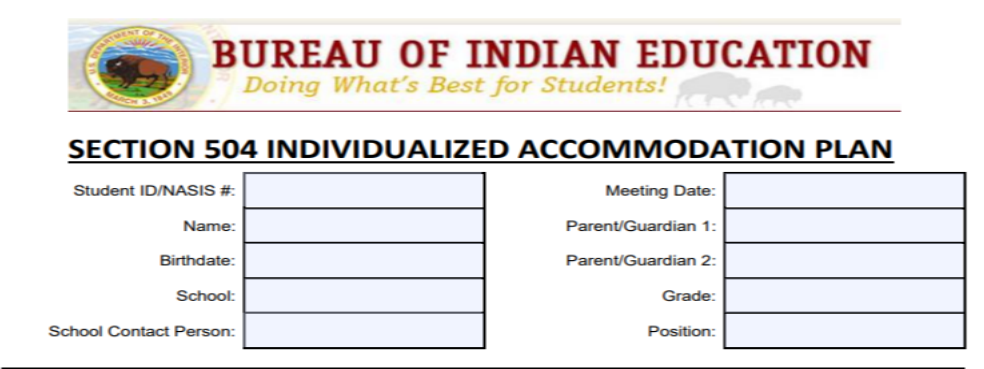 U.S. DEPARTMENT OF THE INTERIOR
MARCH 3, 1849
BUREAU OF INDIAN EDUCATION
Doing What's Best for Students!
SECTION 504 INDIVIDUALIZED ACCOMMODATION PLAN
Student ID/NASIS #: Meeting Date:
Name: Parent/Guardian 1:
Birthdate: Parent/Guardian 2:
School: Grade:
School Contact Person: Position: